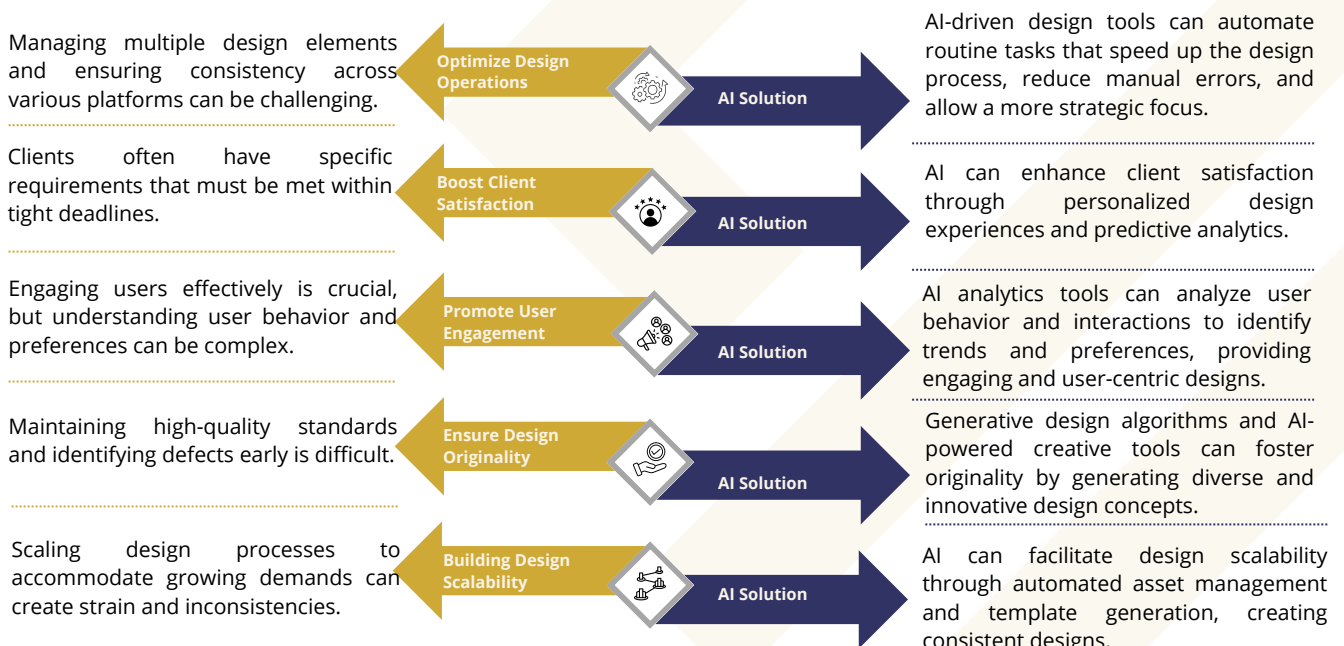 Managing multiple design elements
and ensuring consistency across
various platforms can be challenging.
Optimize Design
Operations
AI Solution
AI-driven design tools can automate
routine tasks that speed up the design
process, reduce manual errors, and
allow a more strategic focus.
Clients often have specific
requirements that must be met within
tight deadlines.
Boost Client
Satisfaction
AI Solution
AI can enhance client satisfaction
through personalized design
experiences and predictive analytics.
Engaging users effectively is crucial,
but understanding user behavior and
preferences can be complex.
Promote User
Engagement
AI Solution
AI analytics tools can analyze user
behavior and interactions to identify
trends and preferences, providing
engaging and user-centric designs.
Maintaining high-quality standards
and identifying defects early is difficult.
Ensure Design
Originality
AI Solution
Generative design algorithms and AI-
powered creative tools can foster
originality by generating diverse and
innovative design concepts.
Scaling design processes to
accommodate growing demands can
create strain and inconsistencies.
Building Design
Scalability
AI Solution
AI can facilitate design scalability
through automated asset management
and template generation, creating
consistent designs.